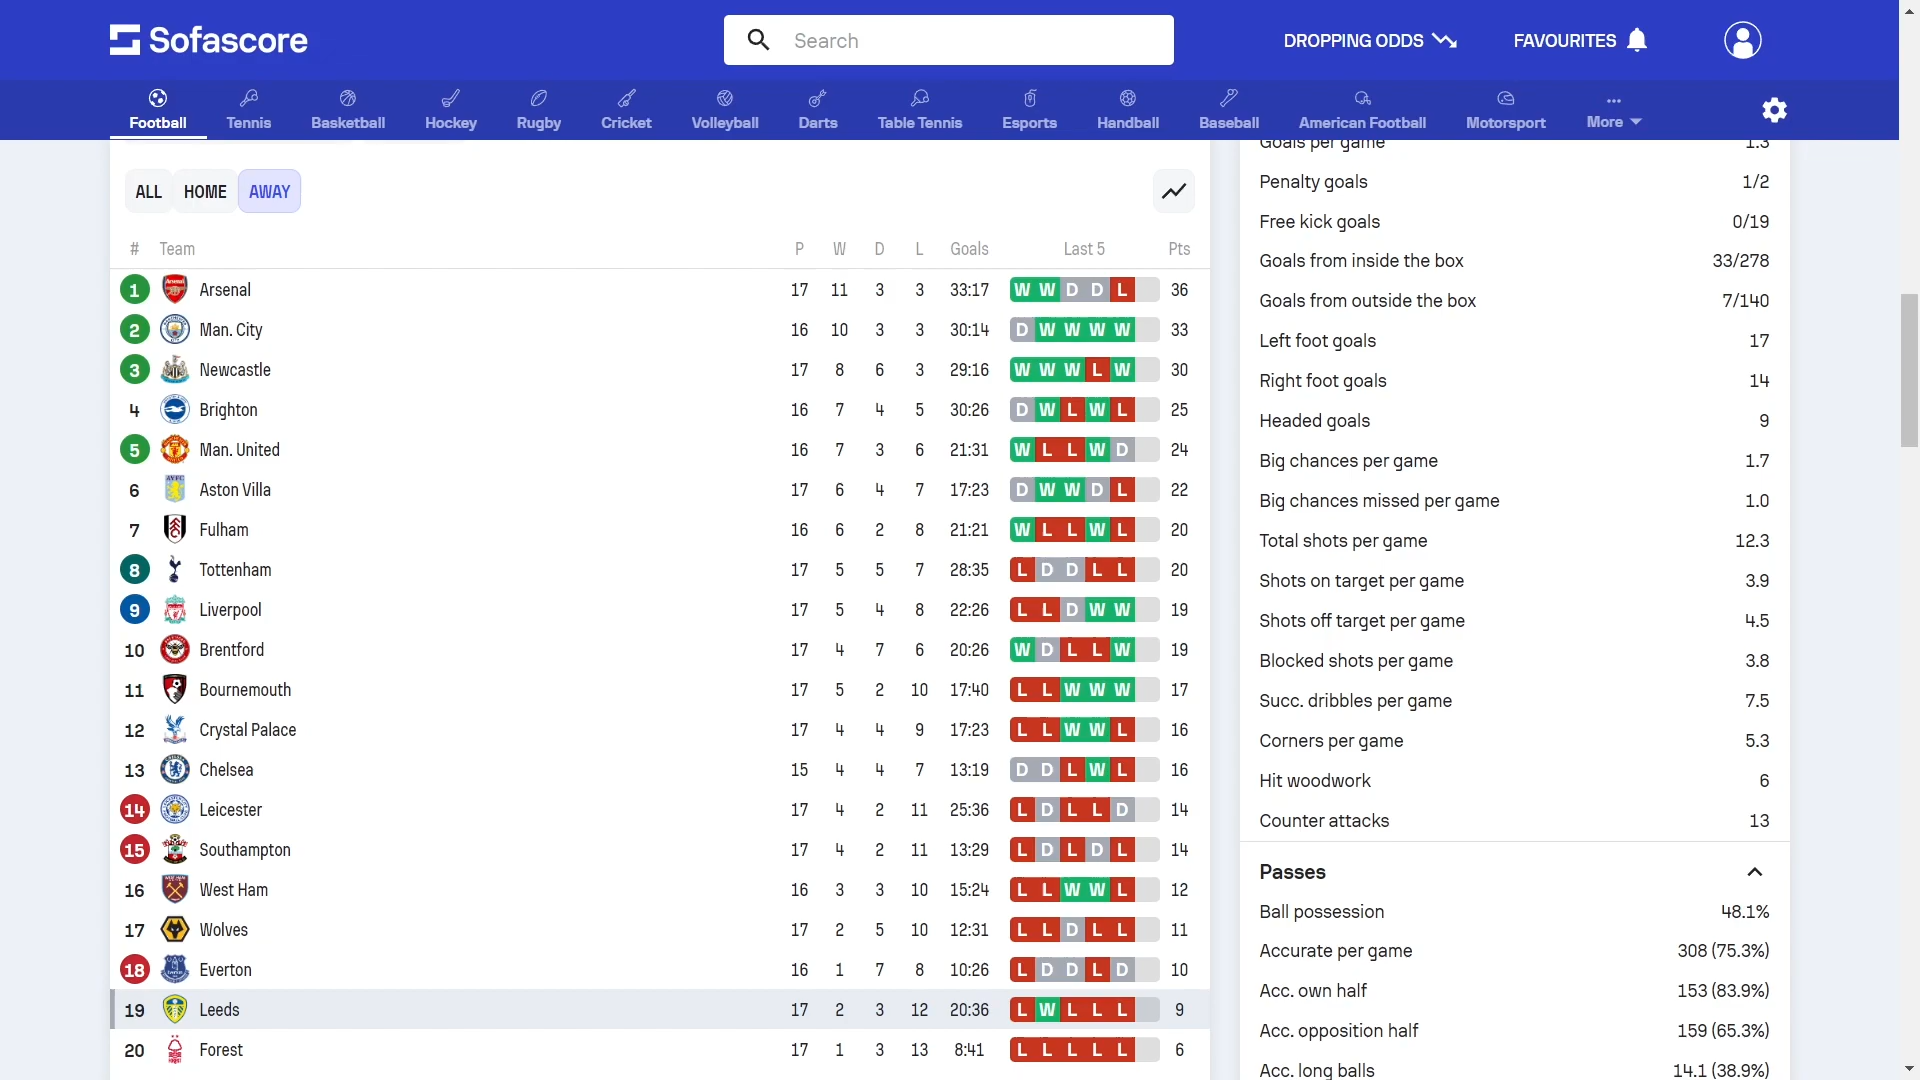 Sofascore
Search
DROPPING ODDS
FAVOURITES
Football
Tennis
Basketball
Hockey
Rugby
Cricket
Volleyball
Darts
Table Tennis
Esports
Handball
Baseball
American Football
Motorsport
More
ALL HOME AWAY
# Team P W D L Goals Last 5 Pts
1 Arsenal 17 11 3 3 33:17 W W D D L 36
2 Man. City 16 10 3 3 30:14 D W W W W 33
3 Newcastle 17 8 6 3 29:16 W W W L W 30
4 Brighton 16 7 4 5 30:26 D W L W L 25
5 Man. United 16 7 3 6 21:31 W L L W D 24
6 Aston Villa 17 6 4 7 17:23 D W W D L 22
7 Fulham 16 6 2 8 21:21 W L L W L 20
8 Tottenham 17 5 5 7 28:35 L D D L L 20
9 Liverpool 17 5 4 8 22:26 L L D W W 19
10 Brentford 17 4 7 6 20:26 W D L L W 19
11 Bournemouth 17 5 2 10 17:40 L L W W W 17
12 Crystal Palace 17 4 4 9 17:23 L L W W L 16
13 Chelsea 15 4 4 7 13:19 D D L W L 16
14 Leicester 17 4 2 11 25:36 L D L L D 14
15 Southampton 17 4 2 11 13:29 L D L D L 14
16 West Ham 16 3 3 10 15:24 L L W W L 12
17 Wolves 17 2 5 10 12:31 L L D L L 11
18 Everton 16 1 7 8 10:26 L D D L D 10
19 Leeds 17 2 3 12 20:36 L W L L L 9
20 Forest 17 1 3 13 8:41 L L L L L 6
Goals per game 1.3
Penalty goals 1/2
Free kick goals 0/19
Goals from inside the box 33/278
Goals from outside the box 7/140
Left foot goals 17
Right foot goals 14
Headed goals 9
Big chances per game 1.7
Big chances missed per game 1.0
Total shots per game 12.3
Shots on target per game 3.9
Shots off target per game 4.5
Blocked shots per game 3.8
Succ. dribbles per game 7.5
Corners per game 5.3
Hit woodwork 6
Counter attacks 13
Passes
Ball possession 48.1%
Accurate per game 308 (75.3%)
Acc. own half 153 (83.9%)
Acc. opposition half 159 (65.3%)
Acc. long balls 14.1 (38.9%)